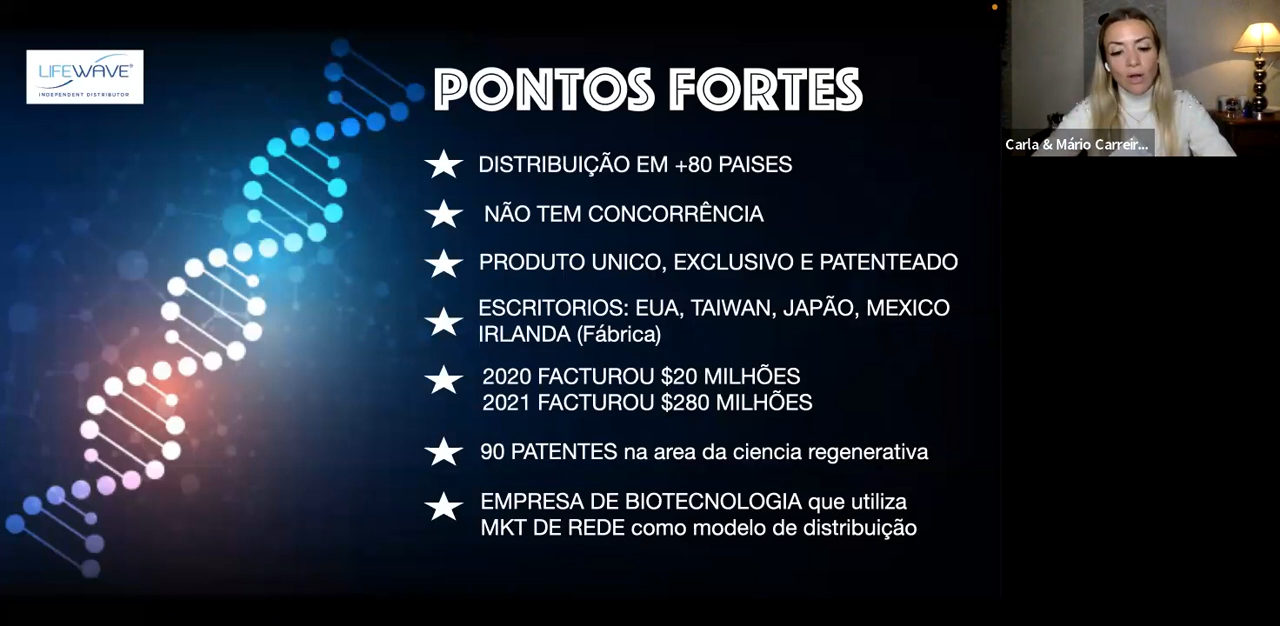 LIFEWAVE®
INDEPENDENT DISTRIBUTOR
PONTOS FORTES
DISTRIBUIÇÃO EM +80 PAISES
NÃO TEM CONCORRÊNCIA
PRODUTO UNICO, EXCLUSIVO E PATENTEADO
ESCRITORIOS: EUA, TAIWAN, JAPÃO, MEXICO
IRLANDA (Fábrica)
2020 FACTUROU $20 MILHÕES
2021 FACTUROU $280 MILHÕES
90 PATENTES na area da ciencia regenerativa
EMPRESA DE BIOTECNOLOGIA que utiliza
MKT DE REDE como modelo de distribuição
Carla & Mário Carreir...